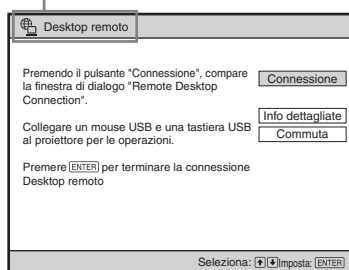 Desktop remoto
Premendo il pulsante "Connessione", compare
la finestra di dialogo "Remote Desktop
Connection".
Connessione
Info dettagliate
Collegare un mouse USB e una tastiera USB
al proiettore per le operazioni.
Commuta
Premere ENTER per terminare la connessione
Desktop remoto
Seleziona: Imposta: ENTER